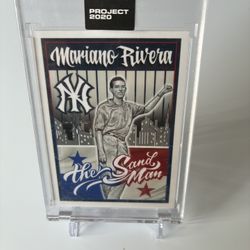 PROJECT
2020
Mariano Rivera
NY
the Sand
Man